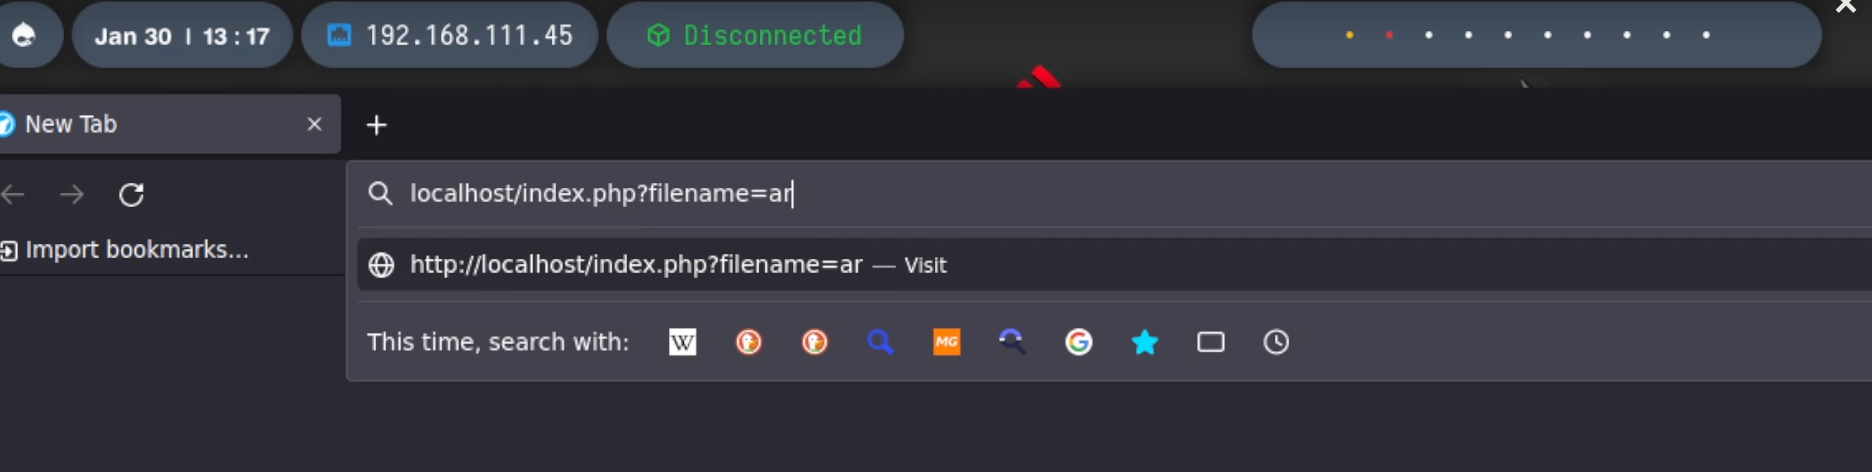 Jan 30 | 13:17 192.168.111.45 Disconnected
New Tab
localhost/index.php?filename=ar
Import bookmarks...
http://localhost/index.php?filename=ar — Visit
This time, search with: W MG G